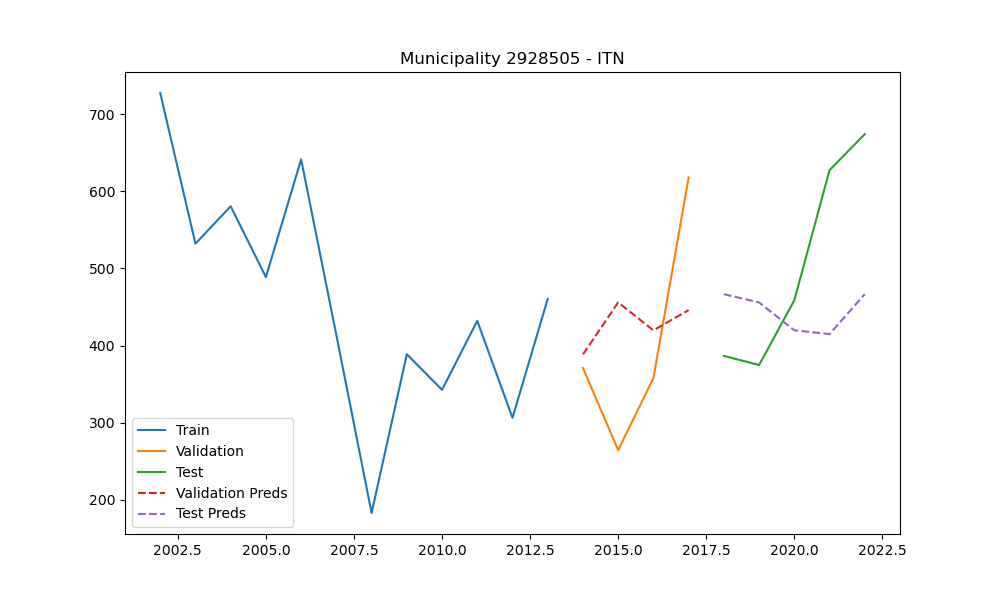 Municipality 2928505 - ITN
700
600
500
400
300
200
Train
Validation
Test
Validation Preds
Test Preds
2002.5 2005.0 2007.5 2010.0 2012.5 2015.0 2017.5 2020.0 2022.5